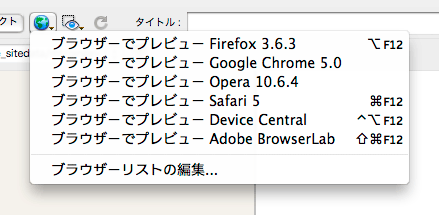 クト
タイトル：
_sited
ブラウザーでプレビュー Firefox 3.6.3 ⌥F12
ブラウザーでプレビュー Google Chrome 5.0
ブラウザーでプレビュー Opera 10.6.4
ブラウザーでプレビュー Safari 5 ⌘F12
ブラウザーでプレビュー Device Central ^⌥F12
ブラウザーでプレビュー Adobe BrowserLab ⇧⌘F12
ブラウザーリストの編集...